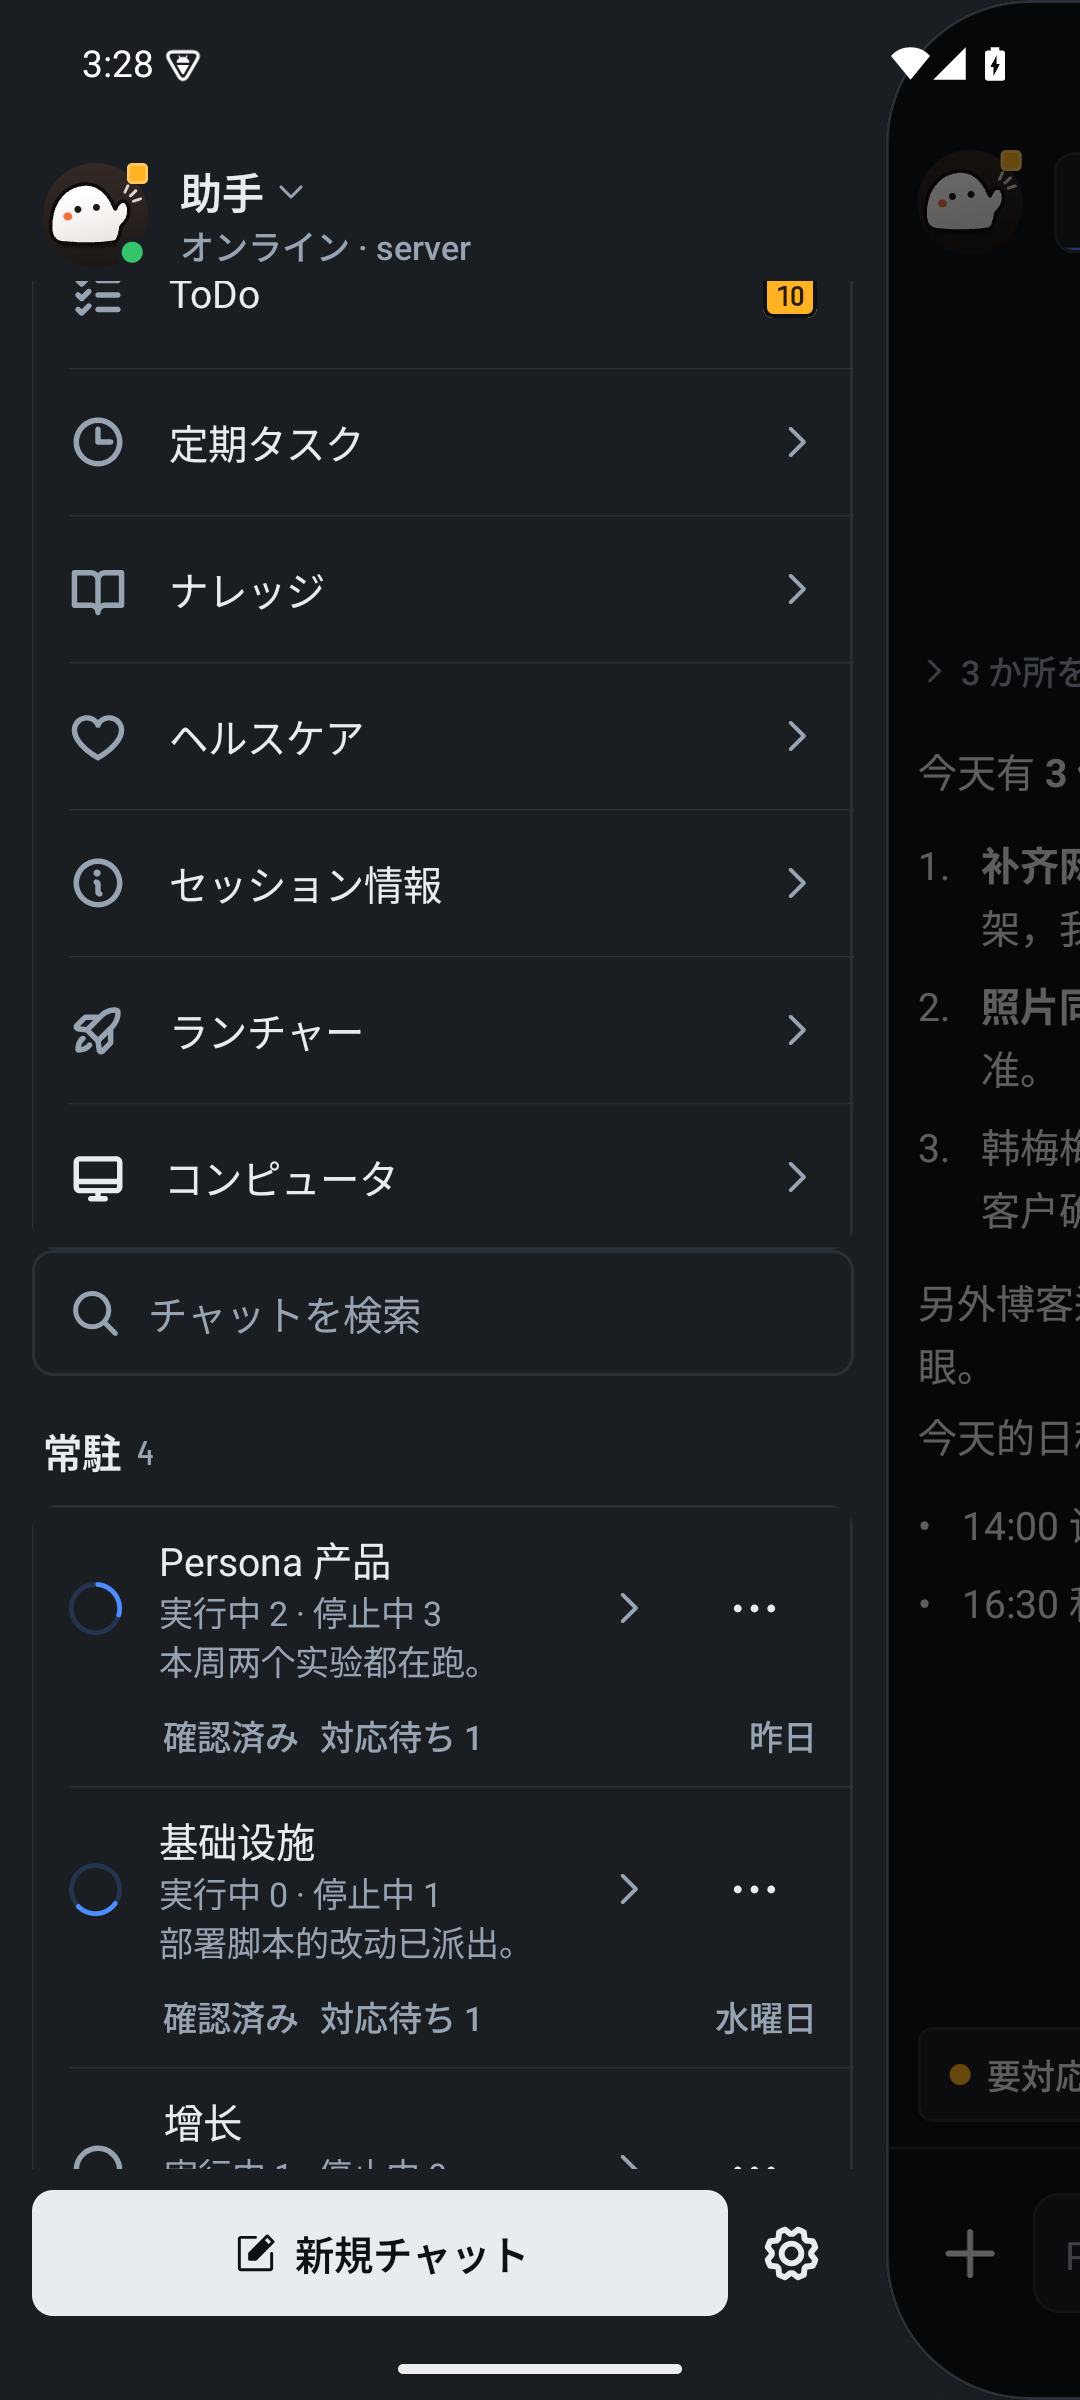 3:28
助手
オンライン · server
ToDo
10
定期タスク
ナレッジ
ヘルスケア
セッション情報
ランチャー
コンピュータ
チャットを検索
常駐 4
Persona 产品
実行中 2 · 停止中 3
本周两个实验都在跑。
確認済み 対応待ち 1
昨日
基础设施
実行中 0 · 停止中 1
部署脚本的改动已派出。
確認済み 対応待ち 1
水曜日
增长
新規チャット
3 か所を
今天有 3
1. 补齐
架，
2. 照片同
准。
3. 韩梅梅
客户确
另外博客
眼。
今天的日
• 14:00
• 16:30
要対応